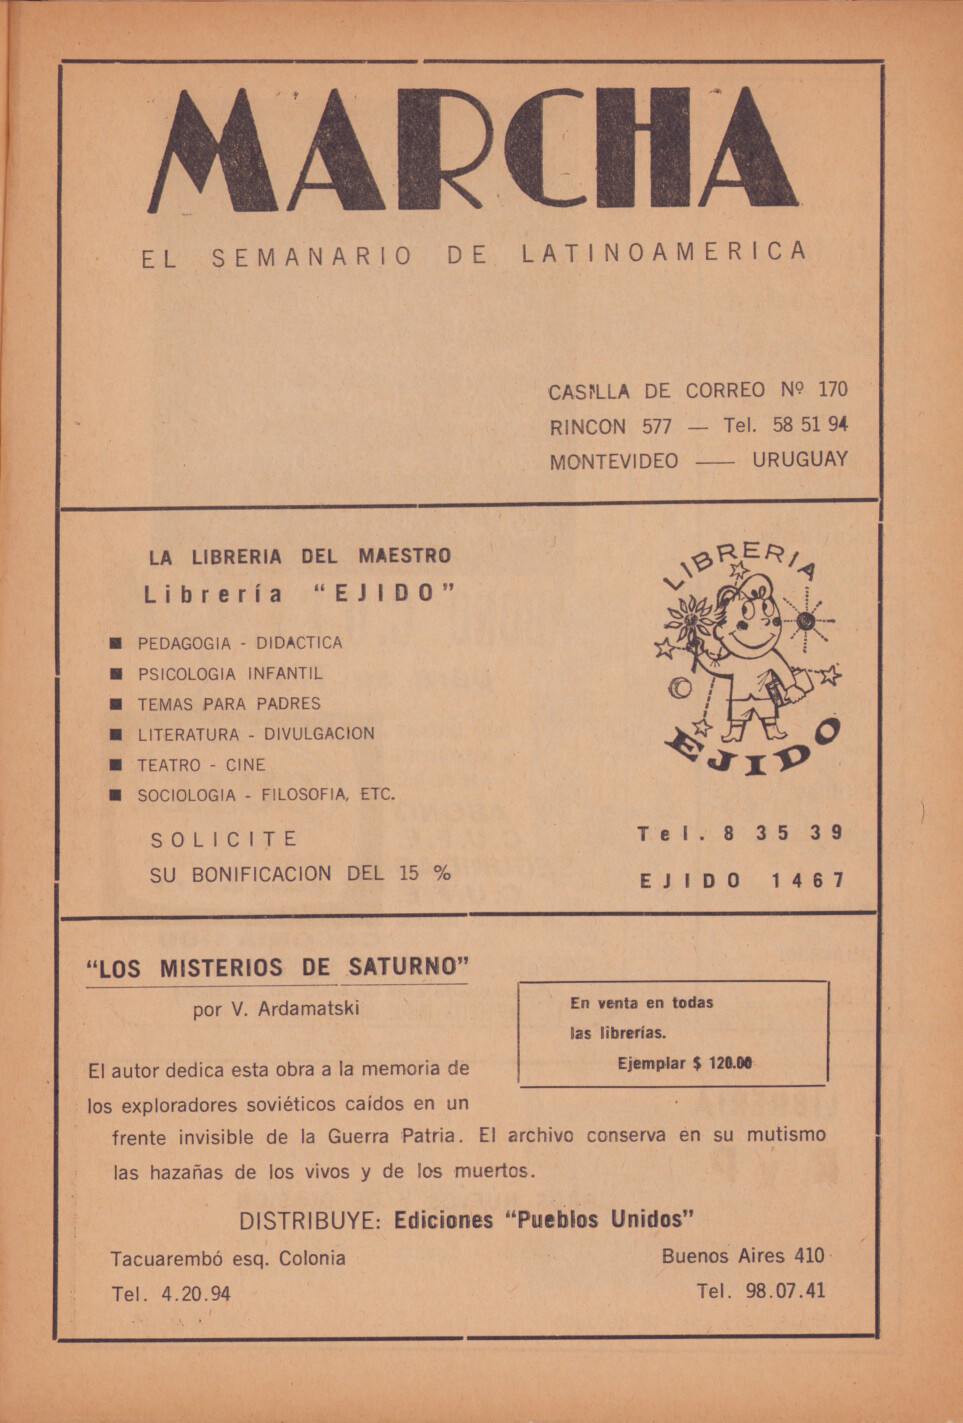 MARCHA
EL SEMANARIO DE LATINOAMERICA
CASILLA DE CORREO Nº 170
RINCON 577 — Tel. 58 51 94
MONTEVIDEO —— URUGUAY
LA LIBRERIA DEL MAESTRO
Librería “EJIDO”
■ PEDAGOGIA - DIDACTICA
■ PSICOLOGIA INFANTIL
■ TEMAS PARA PADRES
■ LITERATURA - DIVULGACION
■ TEATRO - CINE
■ SOCIOLOGIA - FILOSOFIA, ETC.
SOLICITE
SU BONIFICACION DEL 15 %
LIBRERIA
EJIDO
Tel. 8 35 39
EJIDO 1467
“LOS MISTERIOS DE SATURNO”
por V. Ardamatski
En venta en todas
las librerías.
Ejemplar $ 120.00
El autor dedica esta obra a la memoria de
los exploradores soviéticos caídos en un
frente invisible de la Guerra Patria. El archivo conserva en su mutismo
las hazañas de los vivos y de los muertos.
DISTRIBUYE: Ediciones “Pueblos Unidos”
Tacuarembó esq. Colonia
Tel. 4.20.94
Buenos Aires 410
Tel. 98.07.41